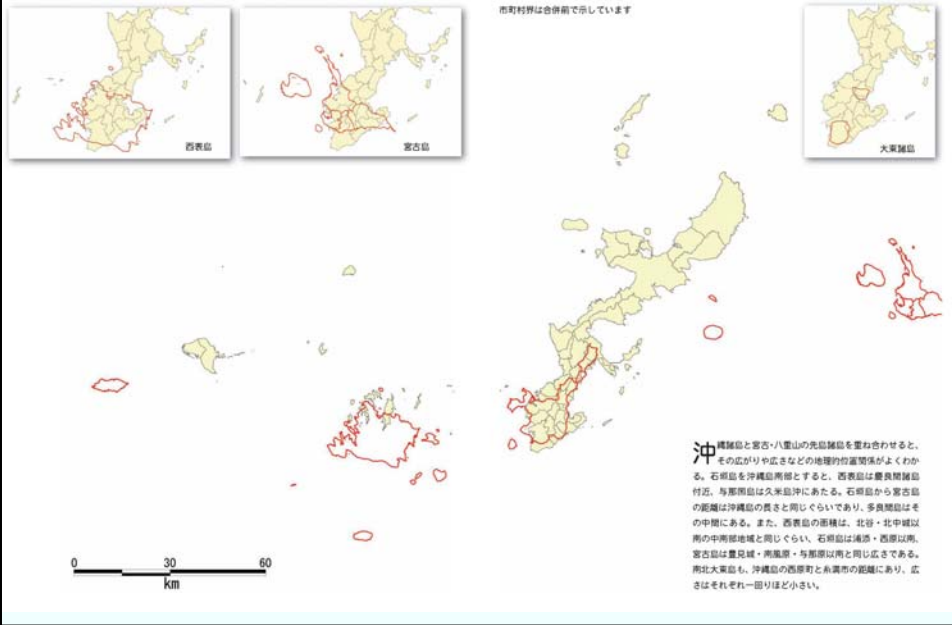 市町村界は合併前で示しています
西表島
宮古島
大東諸島
沖縄諸島と宮古・八重山の先島諸島を重ね合わせると、
その広がりや広さなどの地理的位置関係がよくわか
る。石垣島を沖縄島南部とすると、西表島は慶良間諸島
付近、与那国島は久米島沖にあたる。石垣島から宮古島
の距離は沖縄島の長さと同じぐらいであり、多良間島はそ
の中間にある。また、西表島の面積は、北谷・北中城以
南の中南部地域と同じぐらい、石垣島は浦添・西原以南、
宮古島は豊見城・南風原・与那原以南と同じ広さである。
南北大東島も、沖縄島の西原町と糸満市の距離にあり、広
さはそれぞれ一回りほど小さい。
0 30 60
km